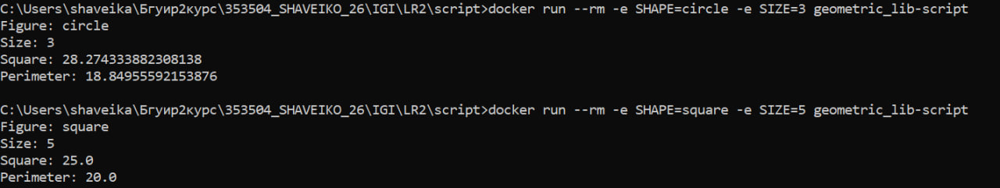 C:\Users\shaveika\Бгуир2курс\353504_SHAVEIKO_26\IGI\LR2\script>docker run --rm -e SHAPE=circle -e SIZE=3 geometric_lib-script
Figure: circle
Size: 3
Square: 28.274333882308138
Perimeter: 18.84955592153876
C:\Users\shaveika\Бгуир2курс\353504_SHAVEIKO_26\IGI\LR2\script>docker run --rm -e SHAPE=square -e SIZE=5 geometric_lib-script
Figure: square
Size: 5
Square: 25.0
Perimeter: 20.0